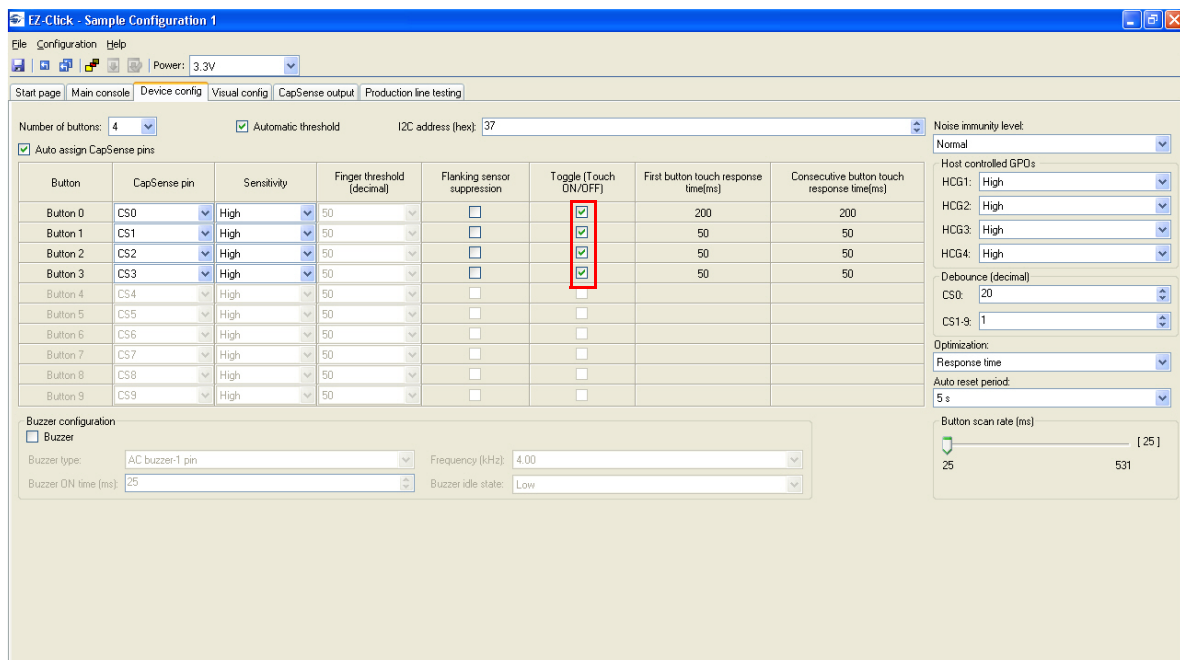 EZ-Click - Sample Configuration 1
File Configuration Help
Power: 3.3V
Start page Main console Device config Visual config CapSense output Production line testing
Number of buttons: 4 Automatic threshold I2C address (hex): 37
Auto assign CapSense pins
Button CapSense pin Sensitivity Finger threshold (decimal) Flanking sensor suppression Toggle (Touch ON/OFF) First button touch response time(ms) Consecutive button touch response time(ms)
Button 0 CS0 High 50 200 200
Button 1 CS1 High 50 50 50
Button 2 CS2 High 50 50 50
Button 3 CS3 High 50 50 50
Button 4 CS4 High 50
Button 5 CS5 High 50
Button 6 CS6 High 50
Button 7 CS7 High 50
Button 8 CS8 High 50
Button 9 CS9 High 50
Buzzer configuration
Buzzer
Buzzer type: AC buzzer-1 pin Frequency (kHz): 4.00
Buzzer ON time (ms): 25 Buzzer idle state: Low
Noise immunity level:
Normal
Host controlled GPOs
HCG1: High
HCG2: High
HCG3: High
HCG4: High
Debounce (decimal)
CS0: 20
CS1-9: 1
Optimization:
Response time
Auto reset period:
5 s
Button scan rate (ms)
[ 25 ]
25 531